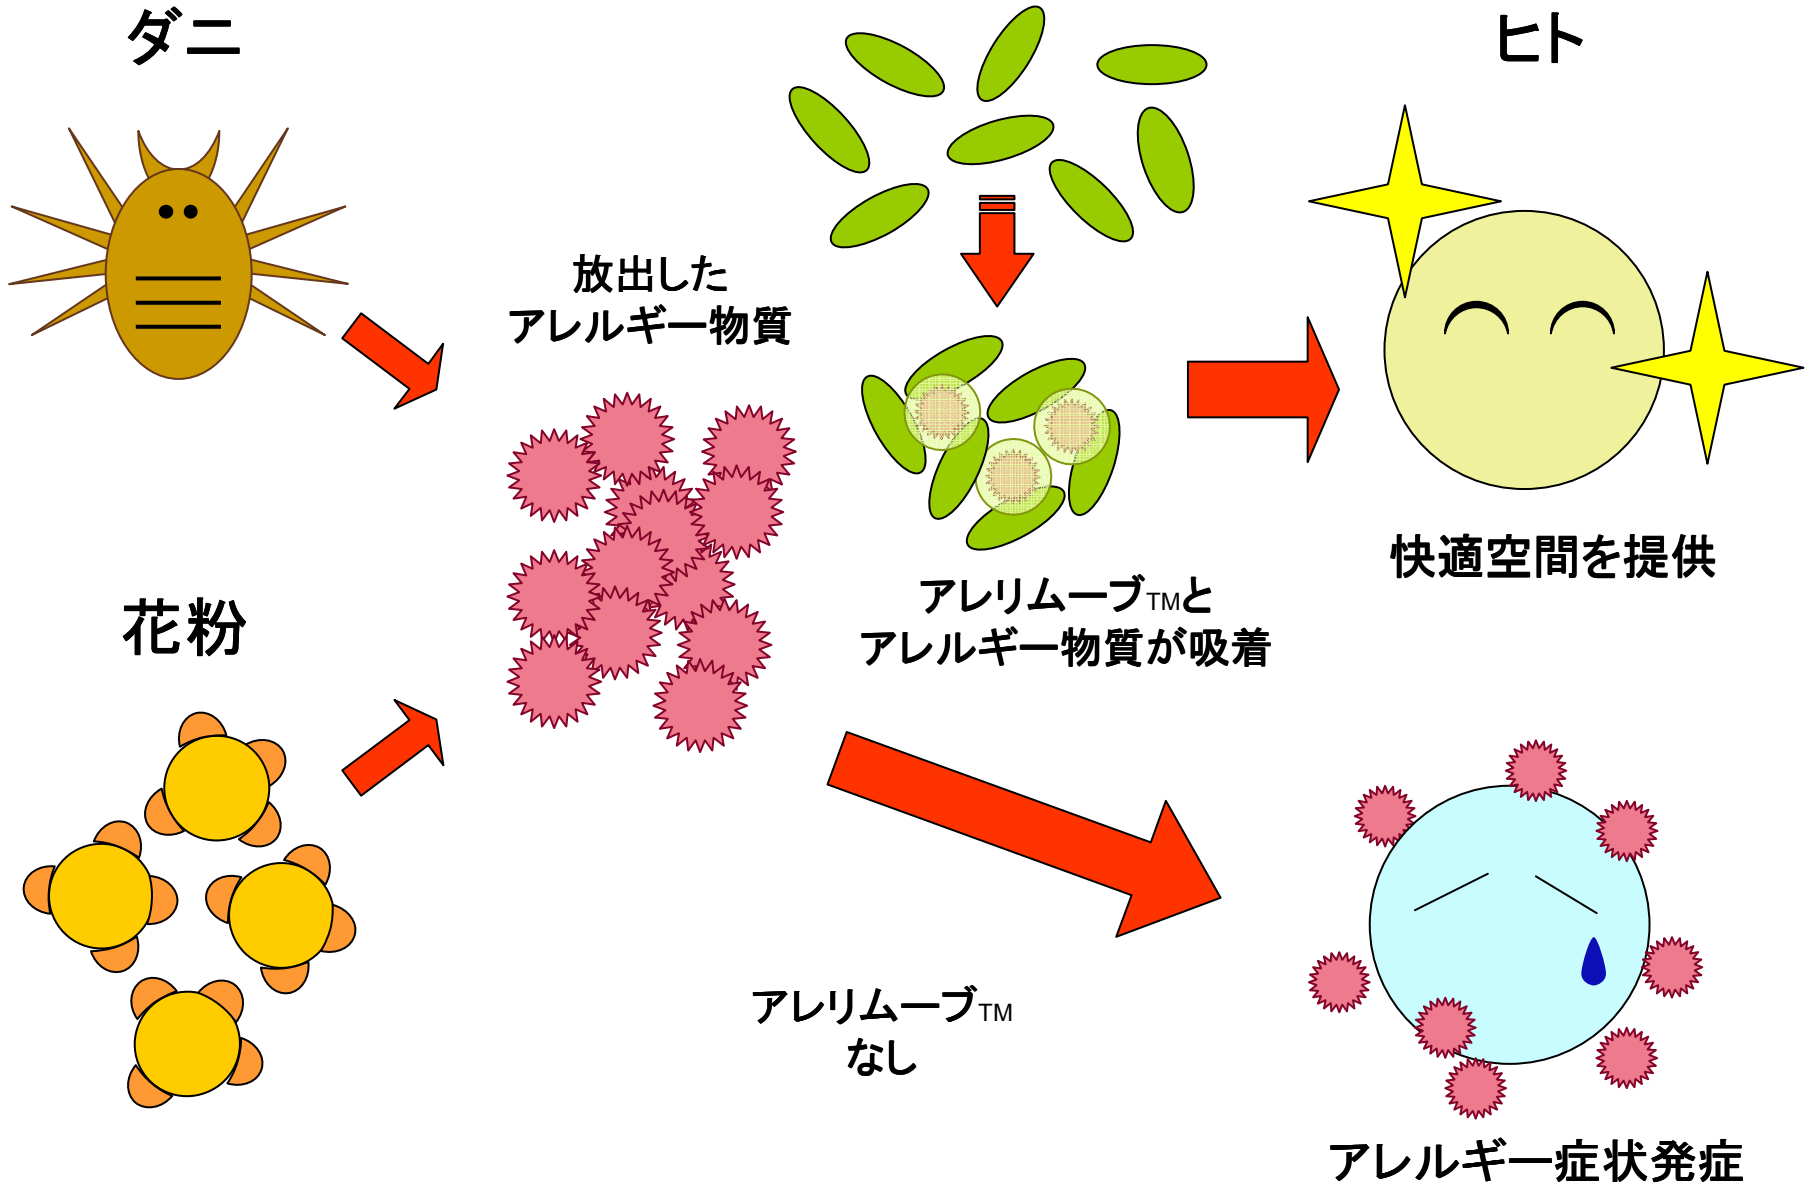 ダニ
ヒト
放出した
アレルギー物質
快適空間を提供
アレリムーブTMと
アレルギー物質が吸着
花粉
アレリムーブTM
なし
アレルギー症状発症